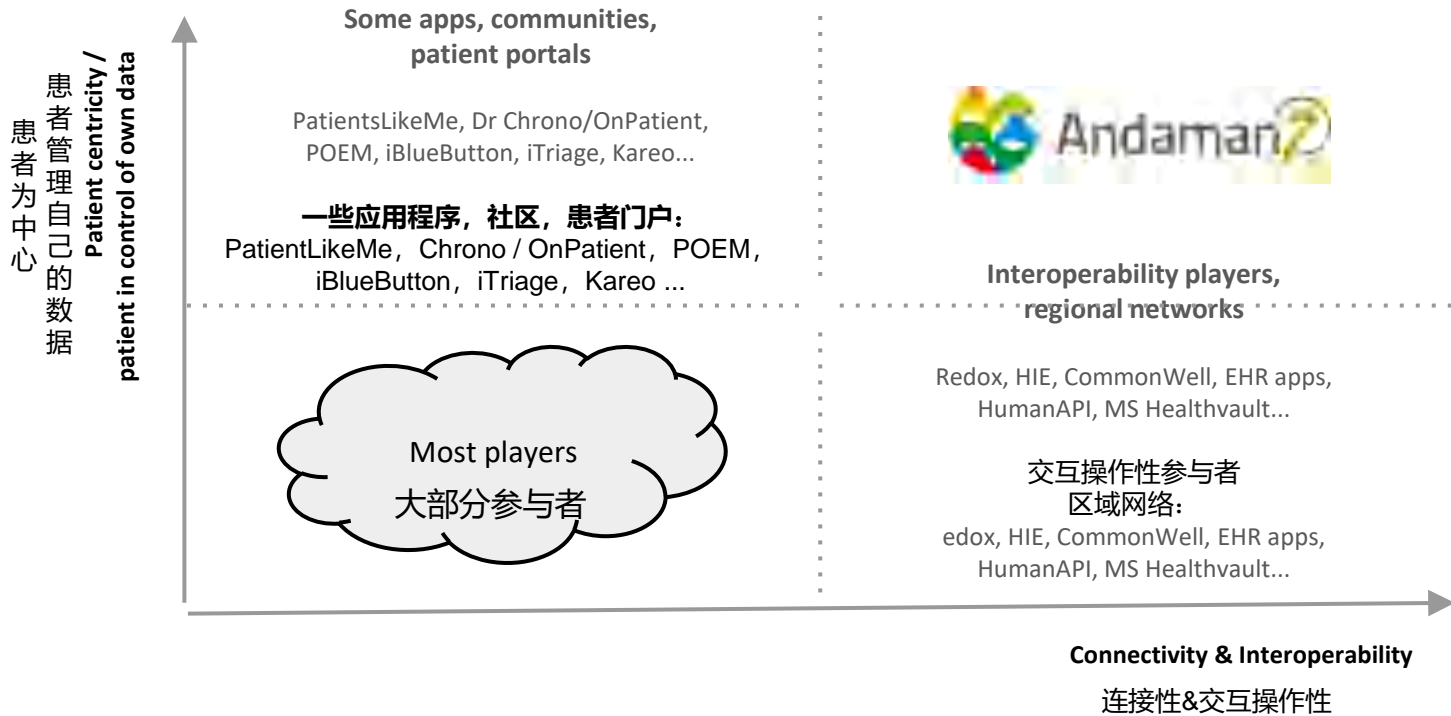 Some apps, communities,
patient portals
PatientsLikeMe, Dr Chrono/OnPatient,
POEM, iBlueButton, iTriage, Kareo...
一些应用程序，社区，患者门户：
PatientLikeMe，Chrono / OnPatient，POEM，
iBlueButton，iTriage，Kareo ...
患者为中心
患者管理自己的数据
Patient centricity /
patient in control of own data
Andaman7
Interoperability players,
regional networks
Redox, HIE, CommonWell, EHR apps,
HumanAPI, MS Healthvault...
交互操作性参与者
区域网络：
edox, HIE, CommonWell, EHR apps,
HumanAPI, MS Healthvault...
Most players
大部分参与者
Connectivity & Interoperability
连接性&交互操作性